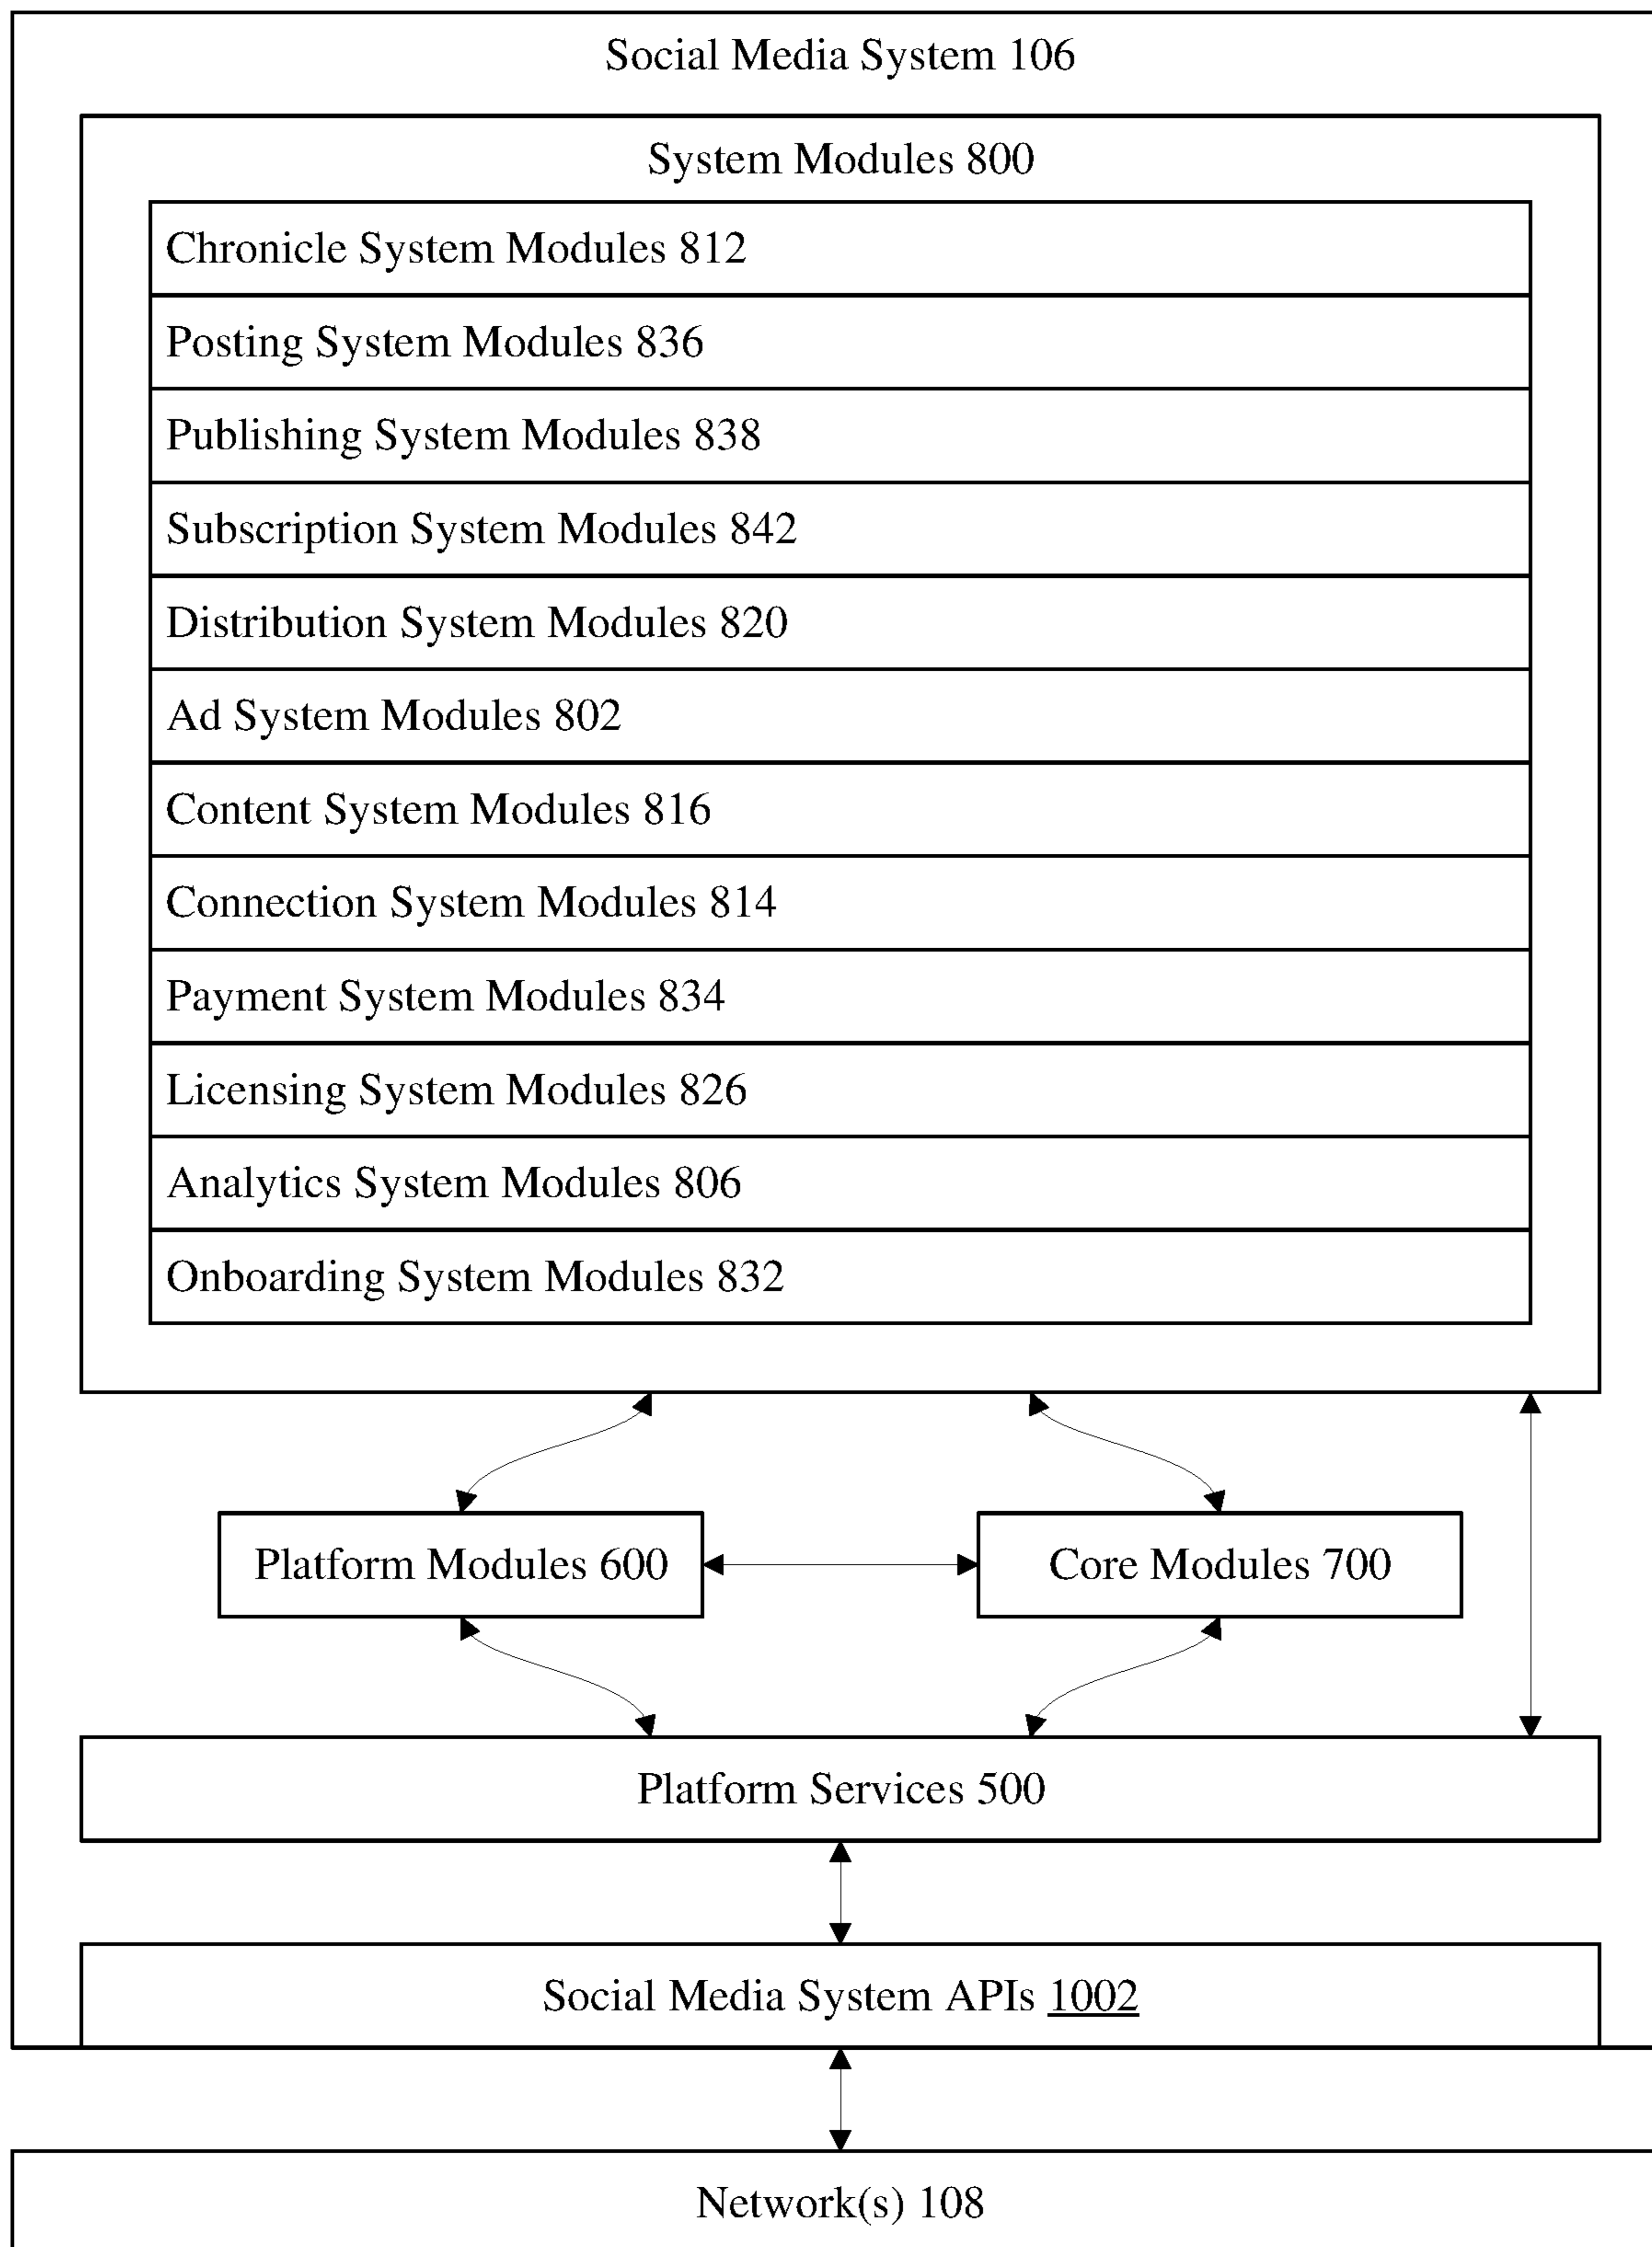 Social Media System 106
System Modules 800
Chronicle System Modules 812
Posting System Modules 836
Publishing System Modules 838
Subscription System Modules 842
Distribution System Modules 820
Ad System Modules 802
Content System Modules 816
Connection System Modules 814
Payment System Modules 834
Licensing System Modules 826
Analytics System Modules 806
Onboarding System Modules 832
Platform Modules 600
Core Modules 700
Platform Services 500
Social Media System APIs 1002
Network(s) 108